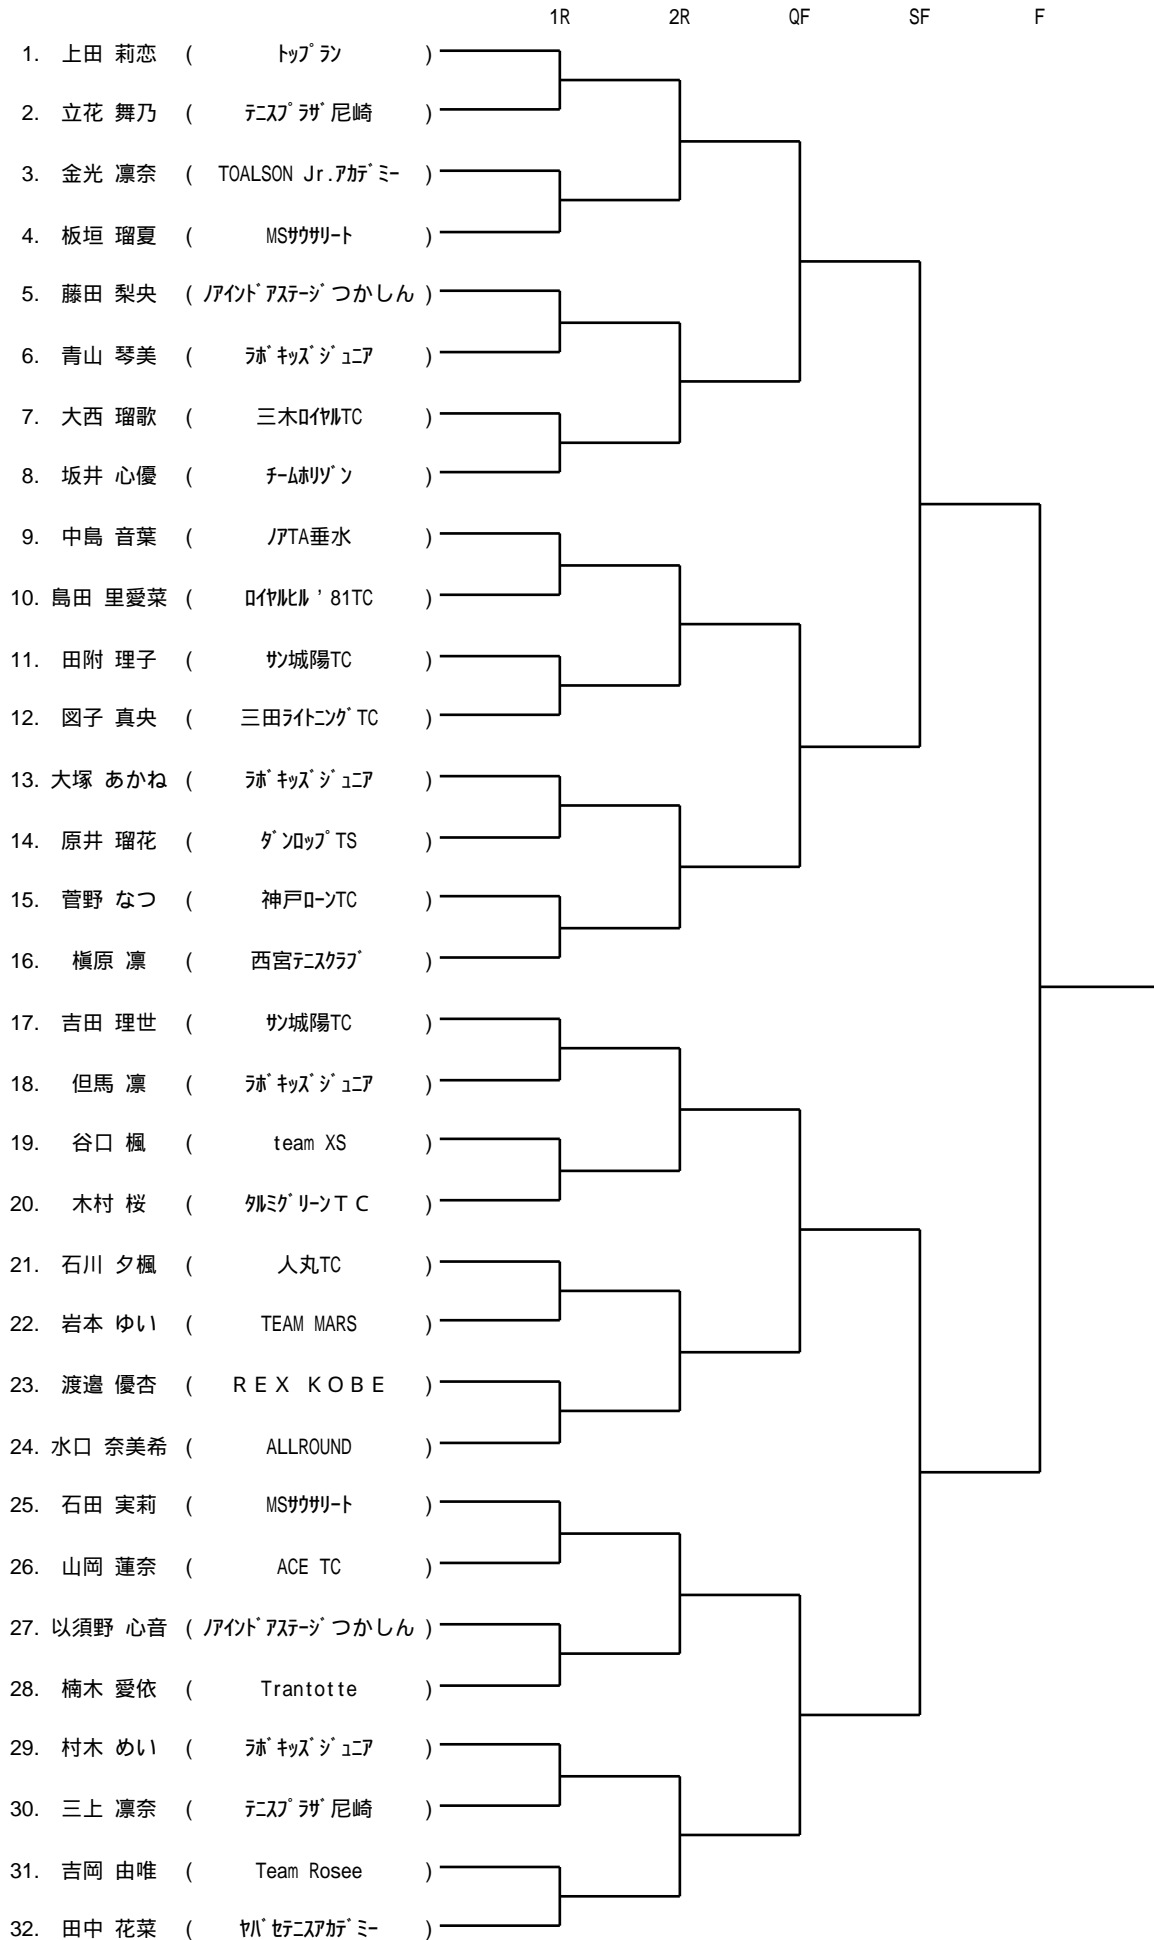 1R 2R QF SF F
1. 上田 莉恋 ( ﾄｯﾌﾟﾗﾝ )
2. 立花 舞乃 ( ﾃﾆｽﾌﾟﾗｻﾞ尼崎 )
3. 金光 凛奈 ( TOALSON Jr.ｱｶﾃﾞﾐｰ )
4. 板垣 瑠夏 ( MSｻｳｻﾘｰﾄ )
5. 藤田 梨央 ( ﾉｱｲﾝﾄﾞｱｽﾃｰｼﾞつかしん )
6. 青山 琴美 ( ﾗﾎﾞｷｯｽﾞｼﾞｭﾆｱ )
7. 大西 瑠歌 ( 三木ﾛｲﾔﾙTC )
8. 坂井 心優 ( ﾁｰﾑﾎﾘｿﾞﾝ )
9. 中島 音葉 ( ﾉｱTA垂水 )
10. 島田 里愛菜 ( ﾛｲﾔﾙﾋﾙ’81TC )
11. 田附 理子 ( ｻﾝ城陽TC )
12. 図子 真央 ( 三田ﾗｲﾄﾆﾝｸﾞTC )
13. 大塚 あかね ( ﾗﾎﾞｷｯｽﾞｼﾞｭﾆｱ )
14. 原井 瑠花 ( ﾀﾞﾝﾛｯﾌﾟTS )
15. 菅野 なつ ( 神戸ﾛｰﾝTC )
16. 槇原 凛 ( 西宮ﾃﾆｽｸﾗﾌﾞ )
17. 吉田 理世 ( ｻﾝ城陽TC )
18. 但馬 凛 ( ﾗﾎﾞｷｯｽﾞｼﾞｭﾆｱ )
19. 谷口 楓 ( team XS )
20. 木村 桜 ( ﾀﾙﾐｸﾞﾘｰﾝＴＣ )
21. 石川 夕楓 ( 人丸TC )
22. 岩本 ゆい ( TEAM MARS )
23. 渡邉 優杏 ( ＲＥＸ ＫＯＢＥ )
24. 水口 奈美希 ( ALLROUND )
25. 石田 実莉 ( MSｻｳｻﾘｰﾄ )
26. 山岡 蓮奈 ( ACE TC )
27. 以須野 心音 ( ﾉｱｲﾝﾄﾞｱｽﾃｰｼﾞつかしん )
28. 楠木 愛依 ( Trantotte )
29. 村木 めい ( ﾗﾎﾞｷｯｽﾞｼﾞｭﾆｱ )
30. 三上 凛奈 ( ﾃﾆｽﾌﾟﾗｻﾞ尼崎 )
31. 吉岡 由唯 ( Team Rosee )
32. 田中 花菜 ( ﾔﾊﾞｾﾃﾆｽｱｶﾃﾞﾐｰ )